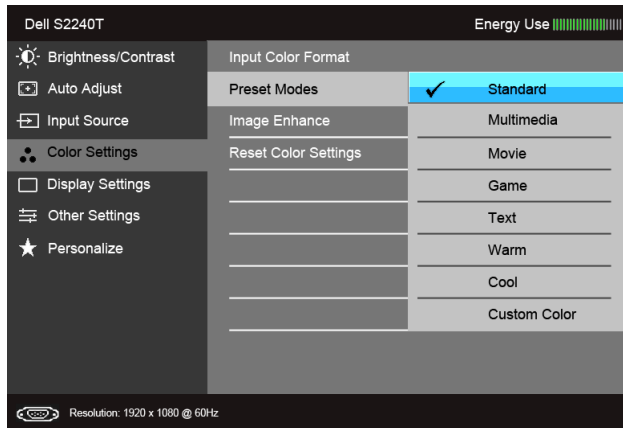 Dell S2240T
Energy Use
Brightness/Contrast
Auto Adjust
Input Source
Color Settings
Display Settings
Other Settings
Personalize
Input Color Format
Preset Modes
Image Enhance
Reset Color Settings
Standard
Multimedia
Movie
Game
Text
Warm
Cool
Custom Color
Resolution: 1920 x 1080 @ 60Hz